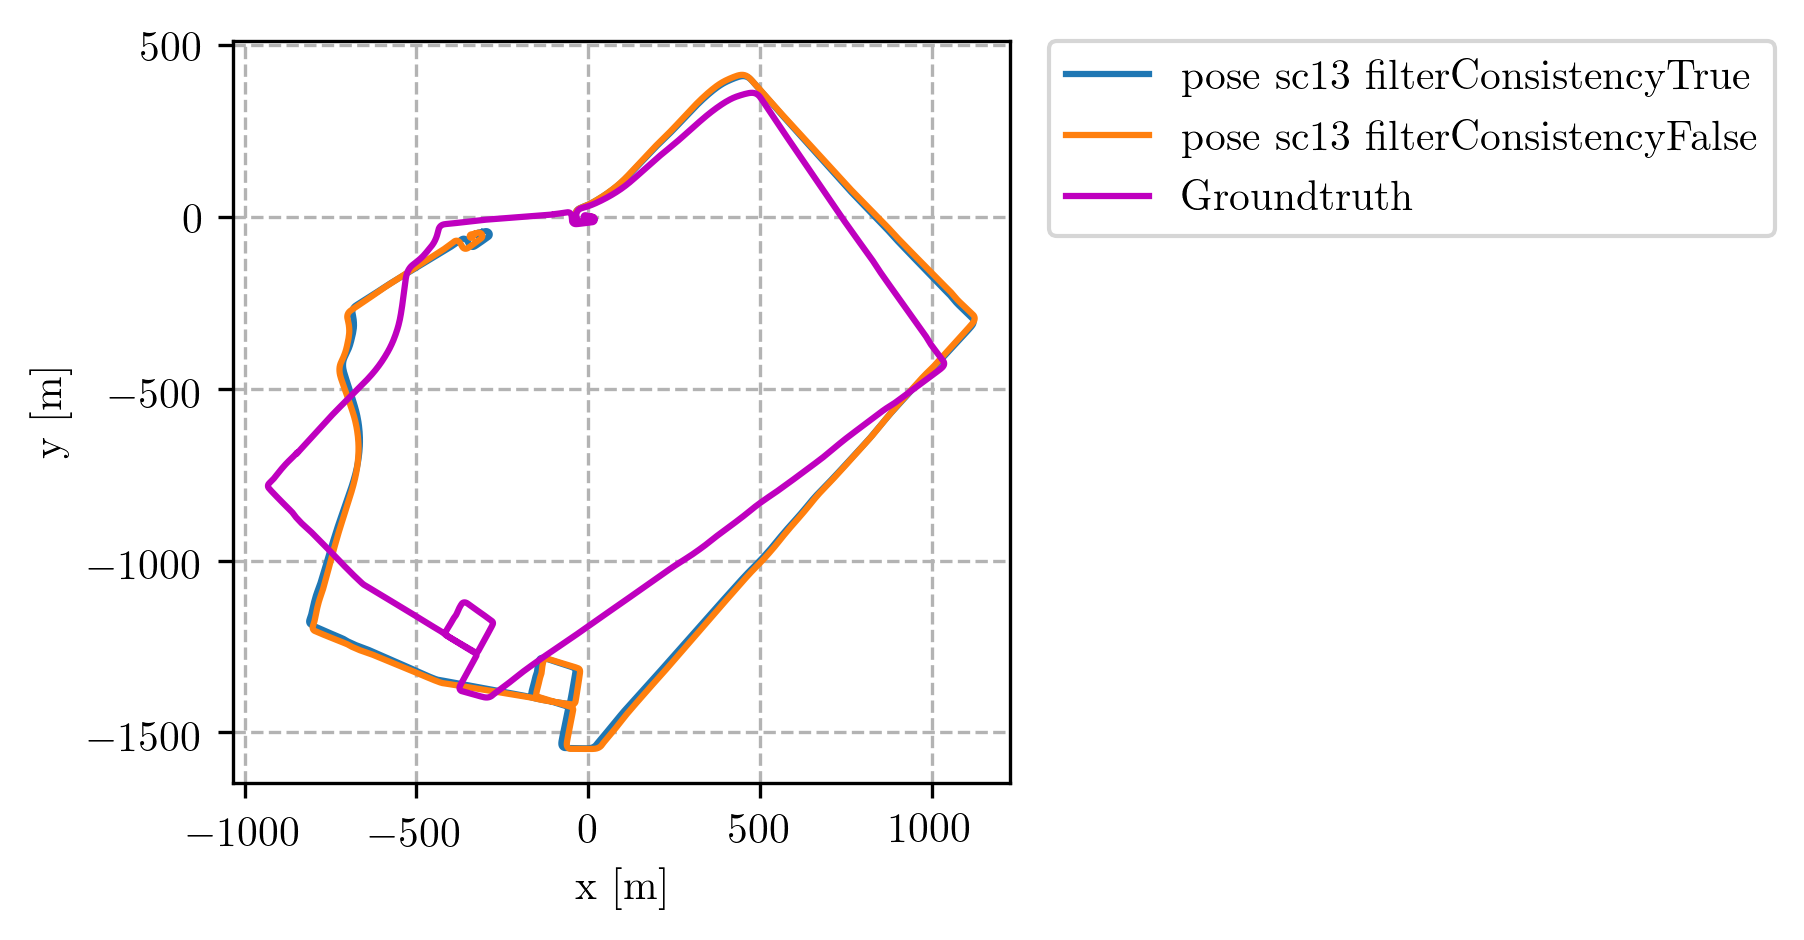 500
0
−500
−1000
−1500
y [m]
−1000
−500
0
500
1000
x [m]
pose sc13 filterConsistencyTrue
pose sc13 filterConsistencyFalse
Groundtruth